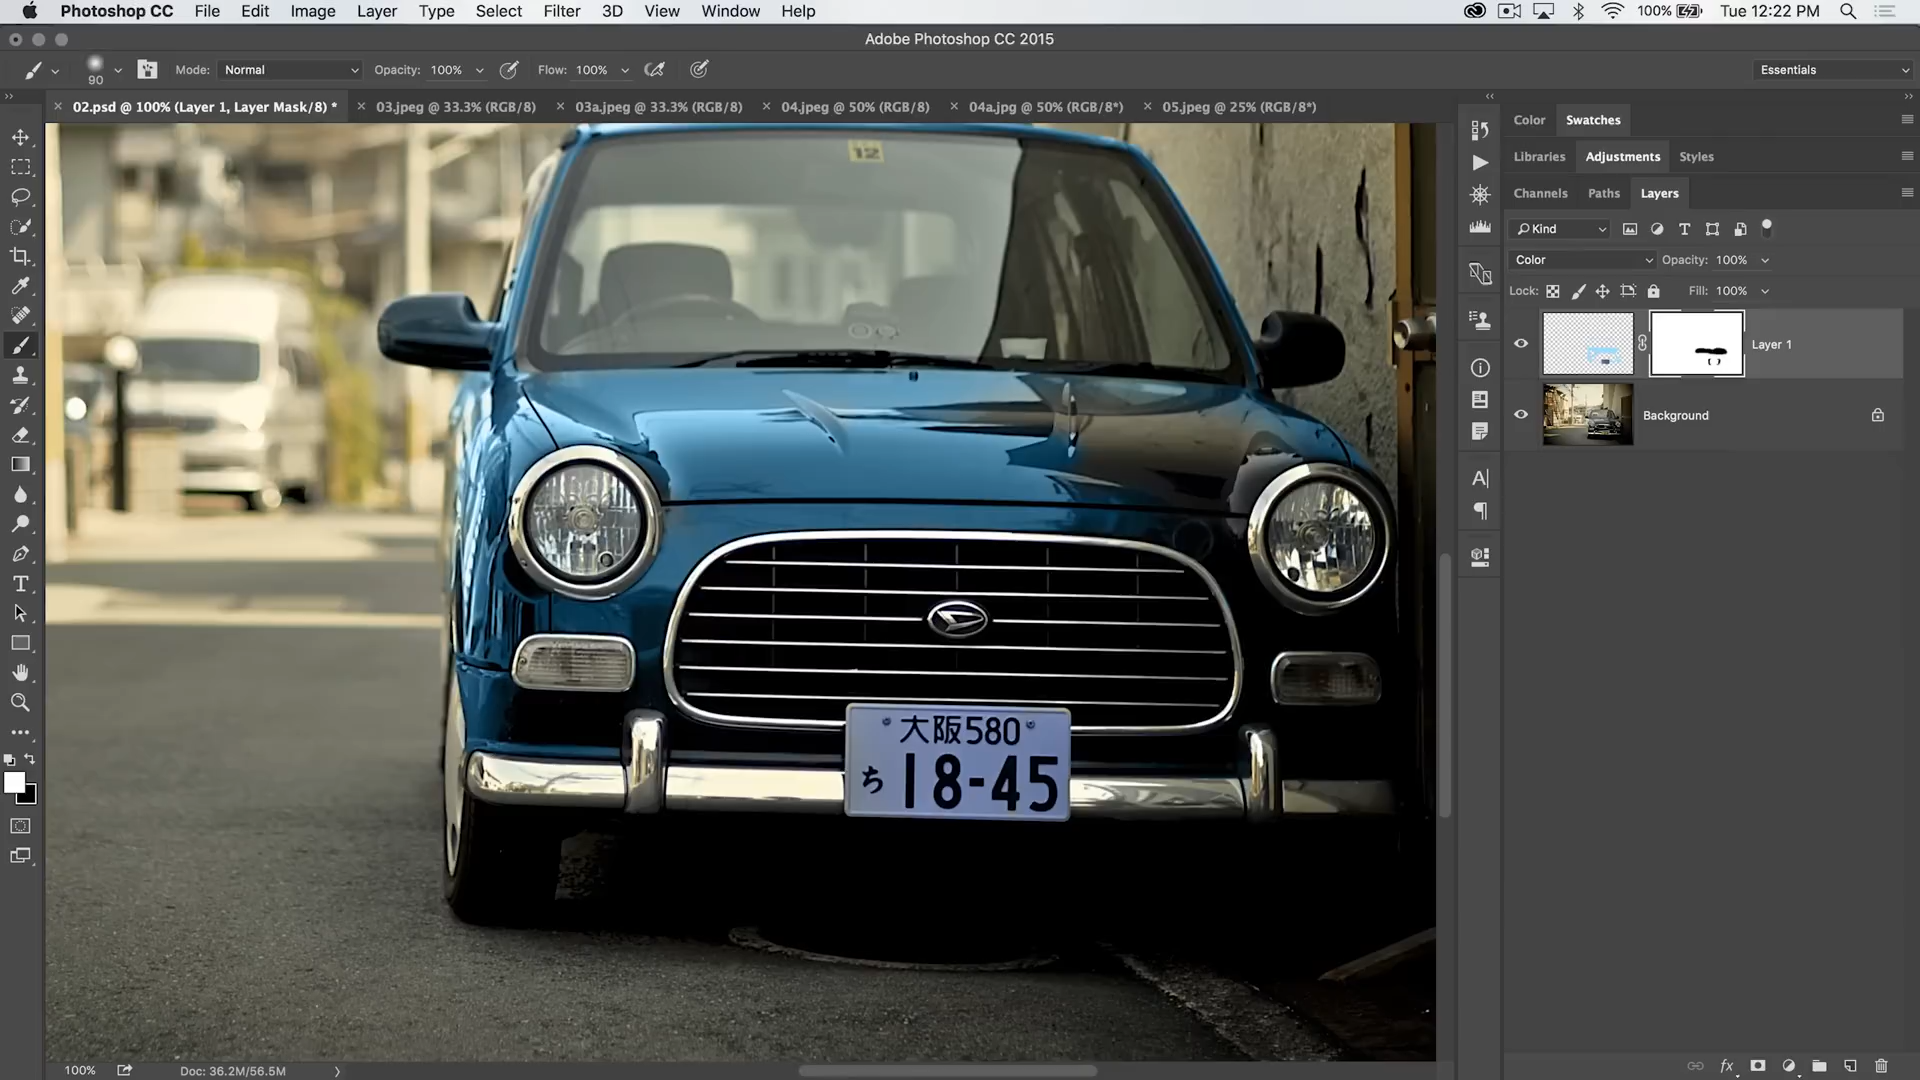 Photoshop CC File Edit Image Layer Type Select Filter 3D View Window Help 100% Tue 12:22 PM
Adobe Photoshop CC 2015
90 Mode: Normal Opacity: 100% Flow: 100% Essentials
02.psd @ 100% (Layer 1, Layer Mask/8) * 03.jpeg @ 33.3% (RGB/8) 03a.jpeg @ 33.3% (RGB/8) 04.jpeg @ 50% (RGB/8) 04a.jpg @ 50% (RGB/8*) 05.jpeg @ 25% (RGB/8*)
Color Swatches
Libraries Adjustments Styles
Channels Paths Layers
Kind
Color Opacity: 100%
Lock: Fill: 100%
Layer 1
Background
12
大阪580
ち 18-45
100% Doc: 36.2M/56.5M